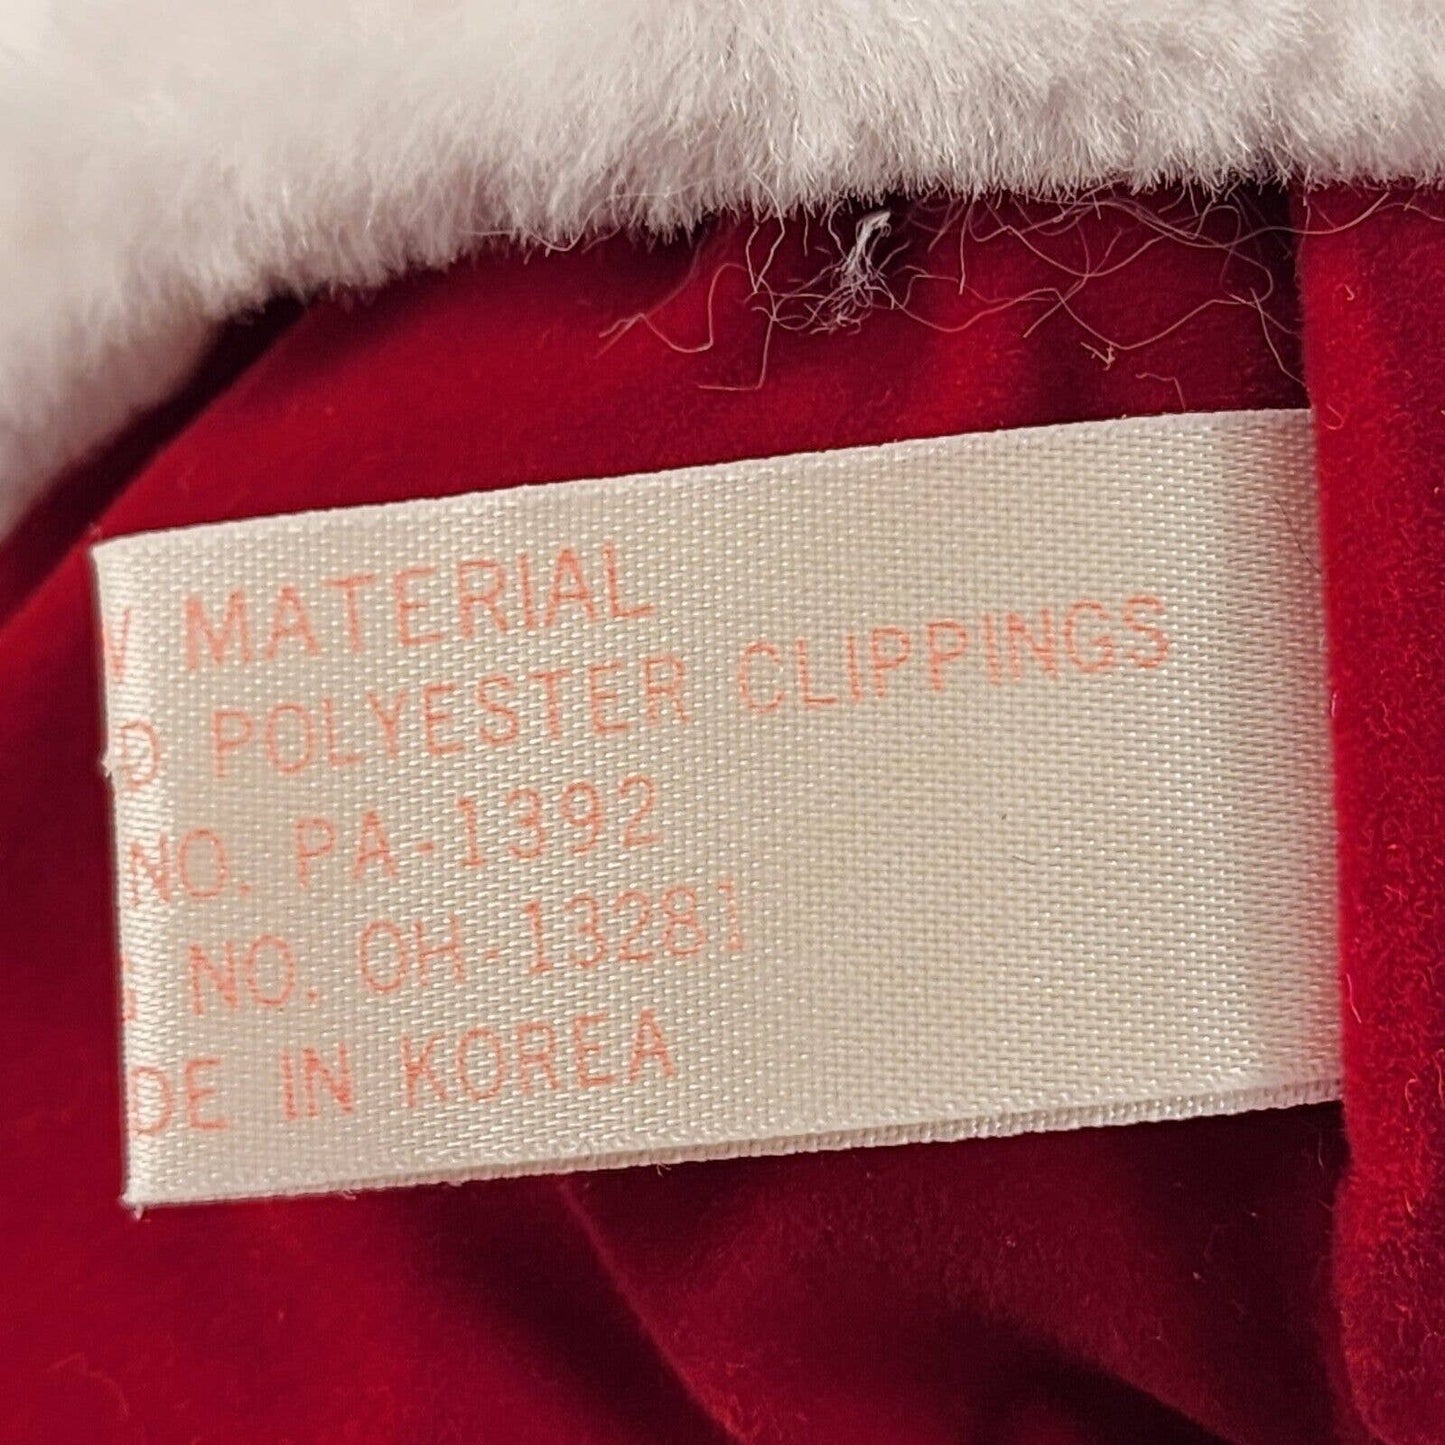 W MATERIAL
D POLYESTER CLIPPINGS
NO. PA-1392
NO. OH-13281
DE IN KOREA